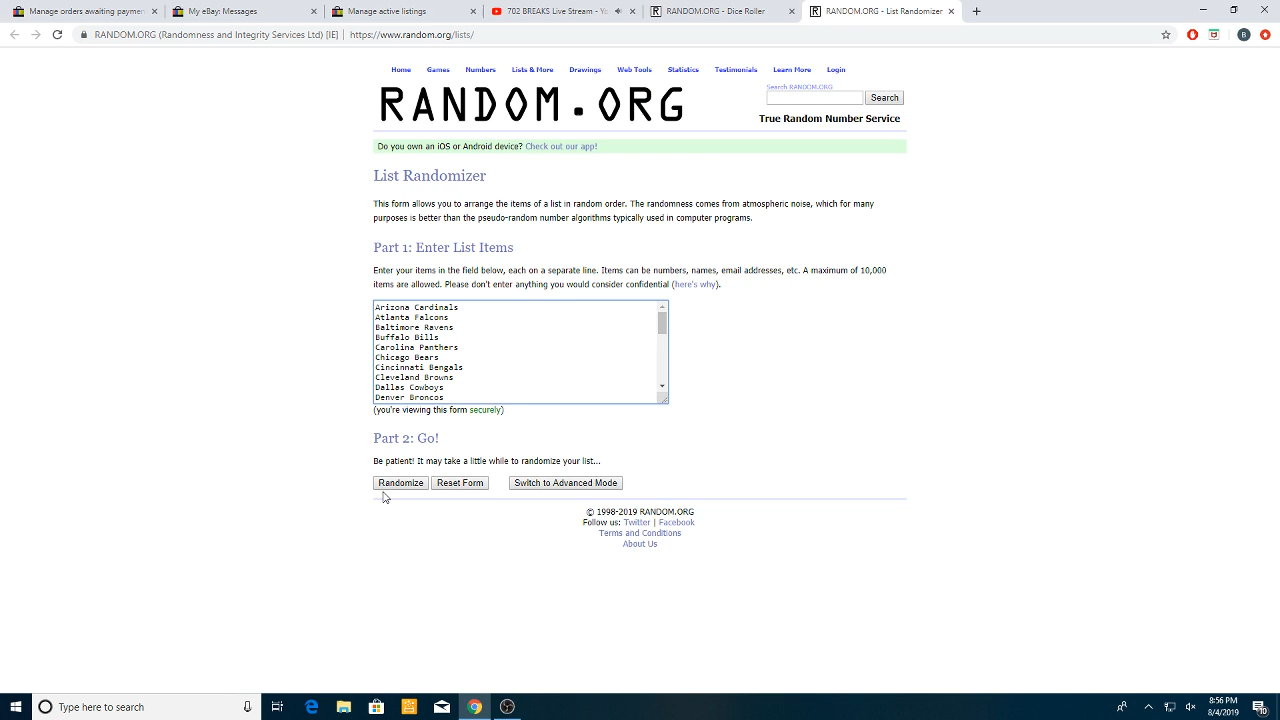 Manage orders awaiting paymen
My eBay: Messages
Manage active listings
702 BREAKS Live Stream - Yo
RANDOM.ORG - Dice Roller
RANDOM.ORG - List Randomizer
RANDOM.ORG (Randomness and Integrity Services Ltd) [IE] | https://www.random.org/lists/
B
Home Games Numbers Lists & More Drawings Web Tools Statistics Testimonials Learn More Login
RANDOM.ORG
Search RANDOM.ORG
Search
True Random Number Service
Do you own an iOS or Android device? Check out our app!
List Randomizer
This form allows you to arrange the items of a list in random order. The randomness comes from atmospheric noise, which for many
purposes is better than the pseudo-random number algorithms typically used in computer programs.
Part 1: Enter List Items
Enter your items in the field below, each on a separate line. Items can be numbers, names, email addresses, etc. A maximum of 10,000
items are allowed. Please don't enter anything you would consider confidential (here's why).
Arizona Cardinals
Atlanta Falcons
Baltimore Ravens
Buffalo Bills
Carolina Panthers
Chicago Bears
Cincinnati Bengals
Cleveland Browns
Dallas Cowboys
Denver Broncos
(you're viewing this form securely)
Part 2: Go!
Be patient! It may take a little while to randomize your list...
Randomize Reset Form Switch to Advanced Mode
© 1998-2019 RANDOM.ORG
Follow us: Twitter | Facebook
Terms and Conditions
About Us
Type here to search
8:56 PM
8/4/2019
10